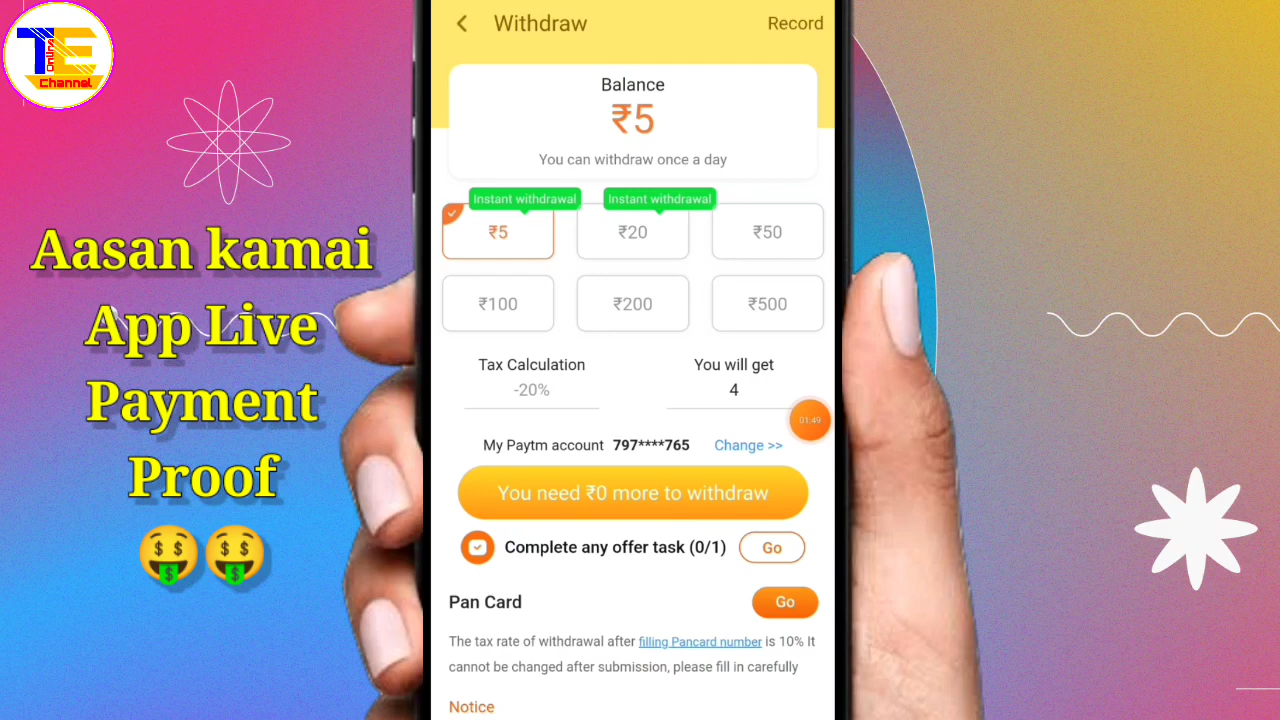 TE
Online
Channel
Aasan kamai
App Live
Payment
Proof
Withdraw
Record
Balance
₹5
You can withdraw once a day
Instant withdrawal
Instant withdrawal
₹5
₹20
₹50
₹100
₹200
₹500
Tax Calculation
You will get
-20%
4
01:49
My Paytm account 797****765 Change >>
You need ₹0 more to withdraw
Complete any offer task (0/1)
Go
Pan Card
Go
The tax rate of withdrawal after filling Pancard number is 10% It
cannot be changed after submission, please fill in carefully
Notice